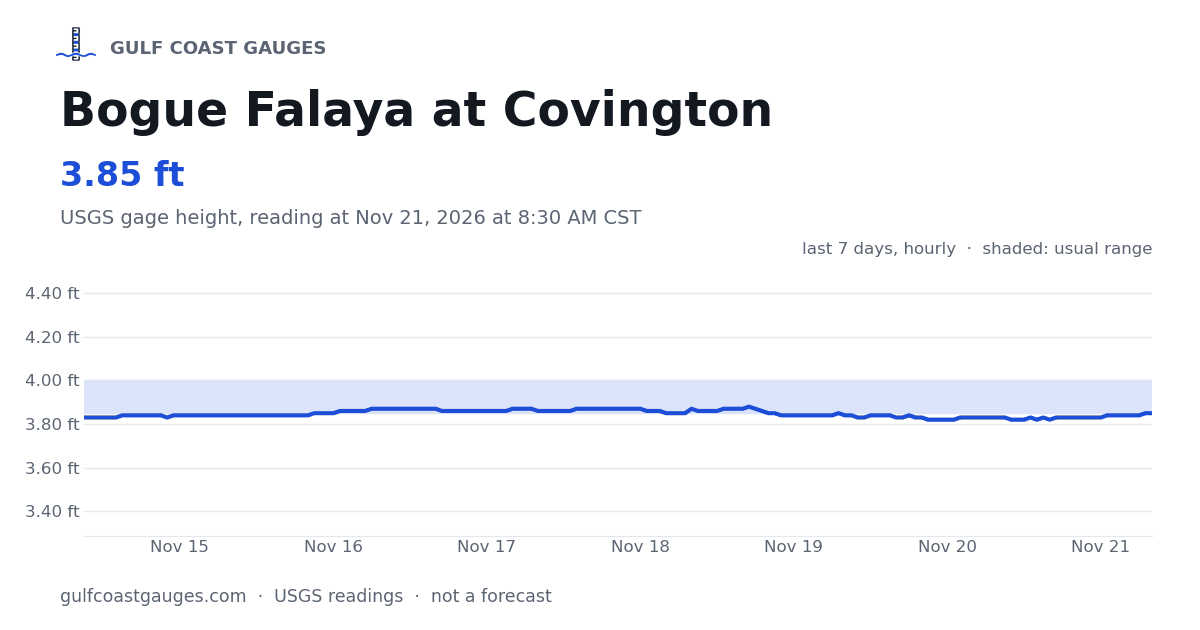 GULF COAST GAUGES
Bogue Falaya at Covington
3.85 ft
USGS gage height, reading at Nov 21, 2026 at 8:30 AM CST
last 7 days, hourly · shaded: usual range
4.40 ft
4.20 ft
4.00 ft
3.80 ft
3.60 ft
3.40 ft
Nov 15 Nov 16 Nov 17 Nov 18 Nov 19 Nov 20 Nov 21
gulfcoastgauges.com · USGS readings · not a forecast